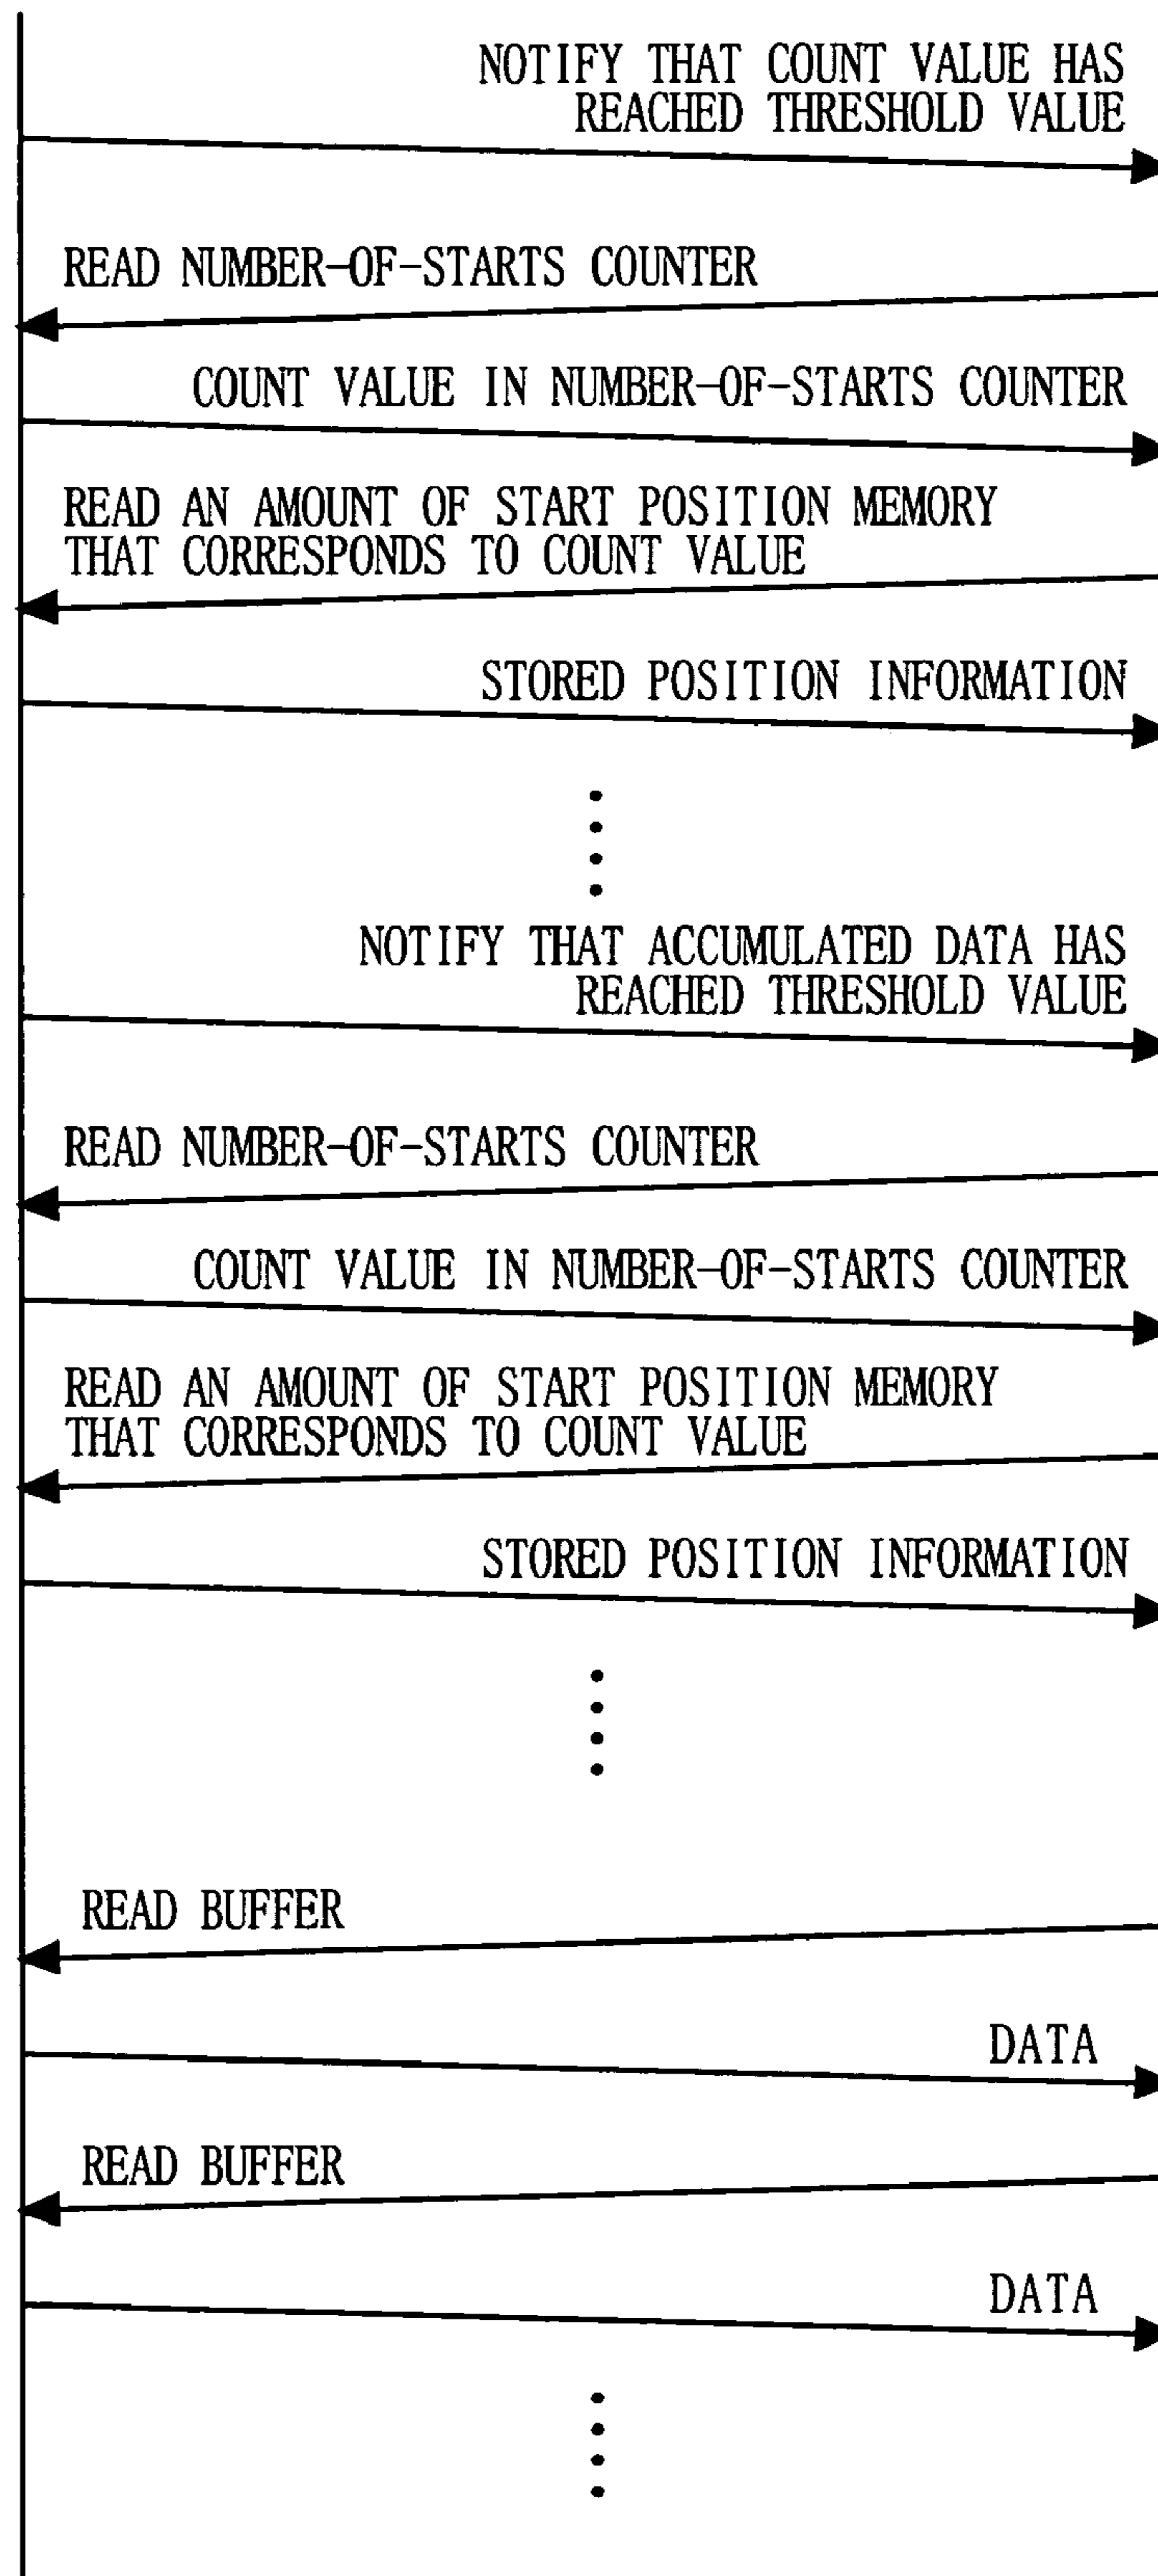 NOTIFY THAT COUNT VALUE HAS
REACHED THRESHOLD VALUE
READ NUMBER-OF-STARTS COUNTER
COUNT VALUE IN NUMBER-OF-STARTS COUNTER
READ AN AMOUNT OF START POSITION MEMORY
THAT CORRESPONDS TO COUNT VALUE
STORED POSITION INFORMATION
NOTIFY THAT ACCUMULATED DATA HAS
REACHED THRESHOLD VALUE
READ NUMBER-OF-STARTS COUNTER
COUNT VALUE IN NUMBER-OF-STARTS COUNTER
READ AN AMOUNT OF START POSITION MEMORY
THAT CORRESPONDS TO COUNT VALUE
STORED POSITION INFORMATION
READ BUFFER
DATA
READ BUFFER
DATA